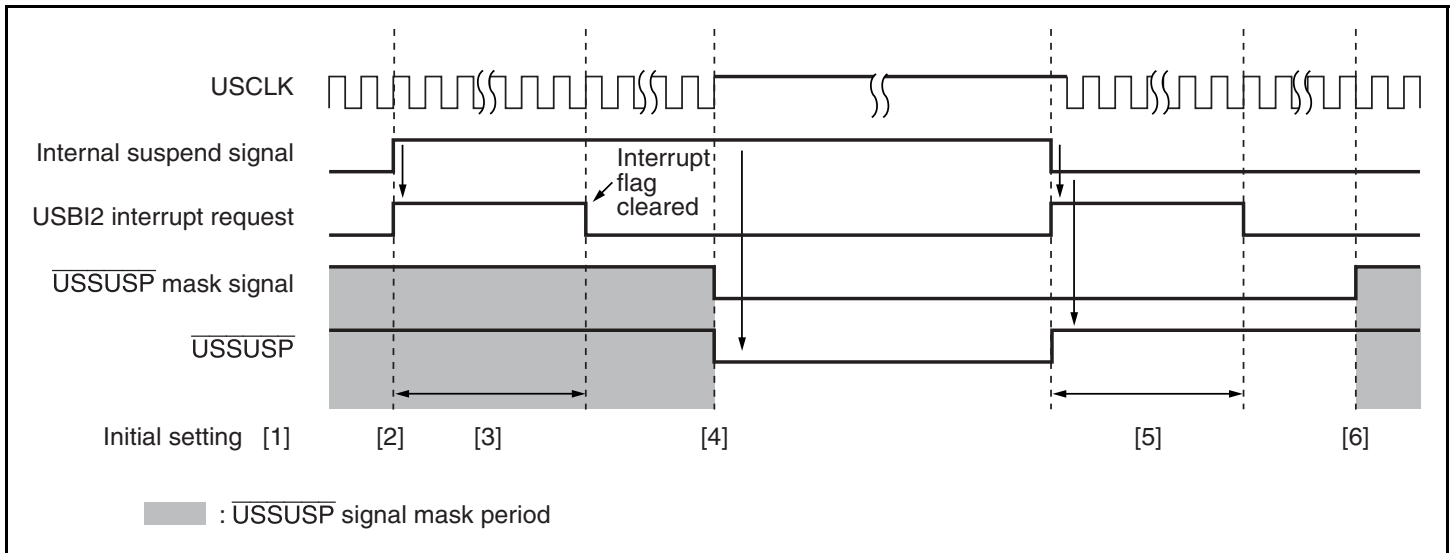 USCLK
Internal suspend signal
Interrupt
flag
cleared
USBI2 interrupt request
USSUSP mask signal
USSUSP
Initial setting [1] [2] [3] [4] [5] [6]
: USSUSP signal mask period